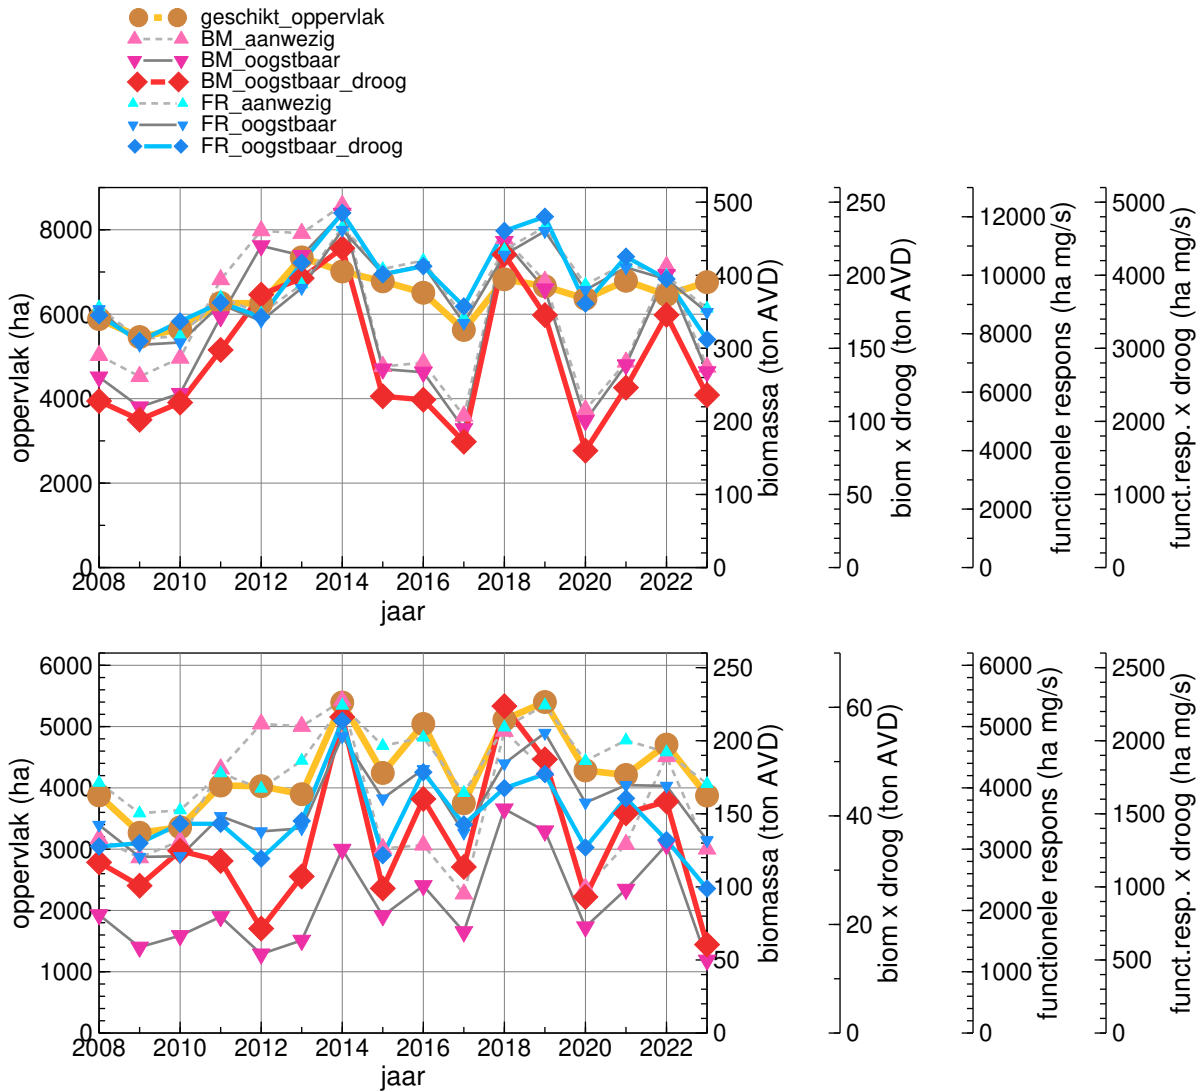 geschikt_oppervlak
BM_aanwezig
BM_oogstbaar
BM_oogstbaar_droog
FR_aanwezig
FR_oogstbaar
FR_oogstbaar_droog
oppervlak (ha)
0
2000
4000
6000
8000
2008 2010 2012 2014 2016 2018 2020 2022
jaar
0
100
200
300
400
500
biomassa (ton AVD)
0
50
100
150
200
250
biom x droog (ton AVD)
0
2000
4000
6000
8000
10000
12000
functionele respons (ha mg/s)
0
1000
2000
3000
4000
5000
funct.resp. x droog (ha mg/s)
oppervlak (ha)
0
1000
2000
3000
4000
5000
6000
2008 2010 2012 2014 2016 2018 2020 2022
jaar
0
50
100
150
200
250
biomassa (ton AVD)
0
20
40
60
biom x droog (ton AVD)
0
1000
2000
3000
4000
5000
6000
functionele respons (ha mg/s)
0
500
1000
1500
2000
2500
funct.resp. x droog (ha mg/s)